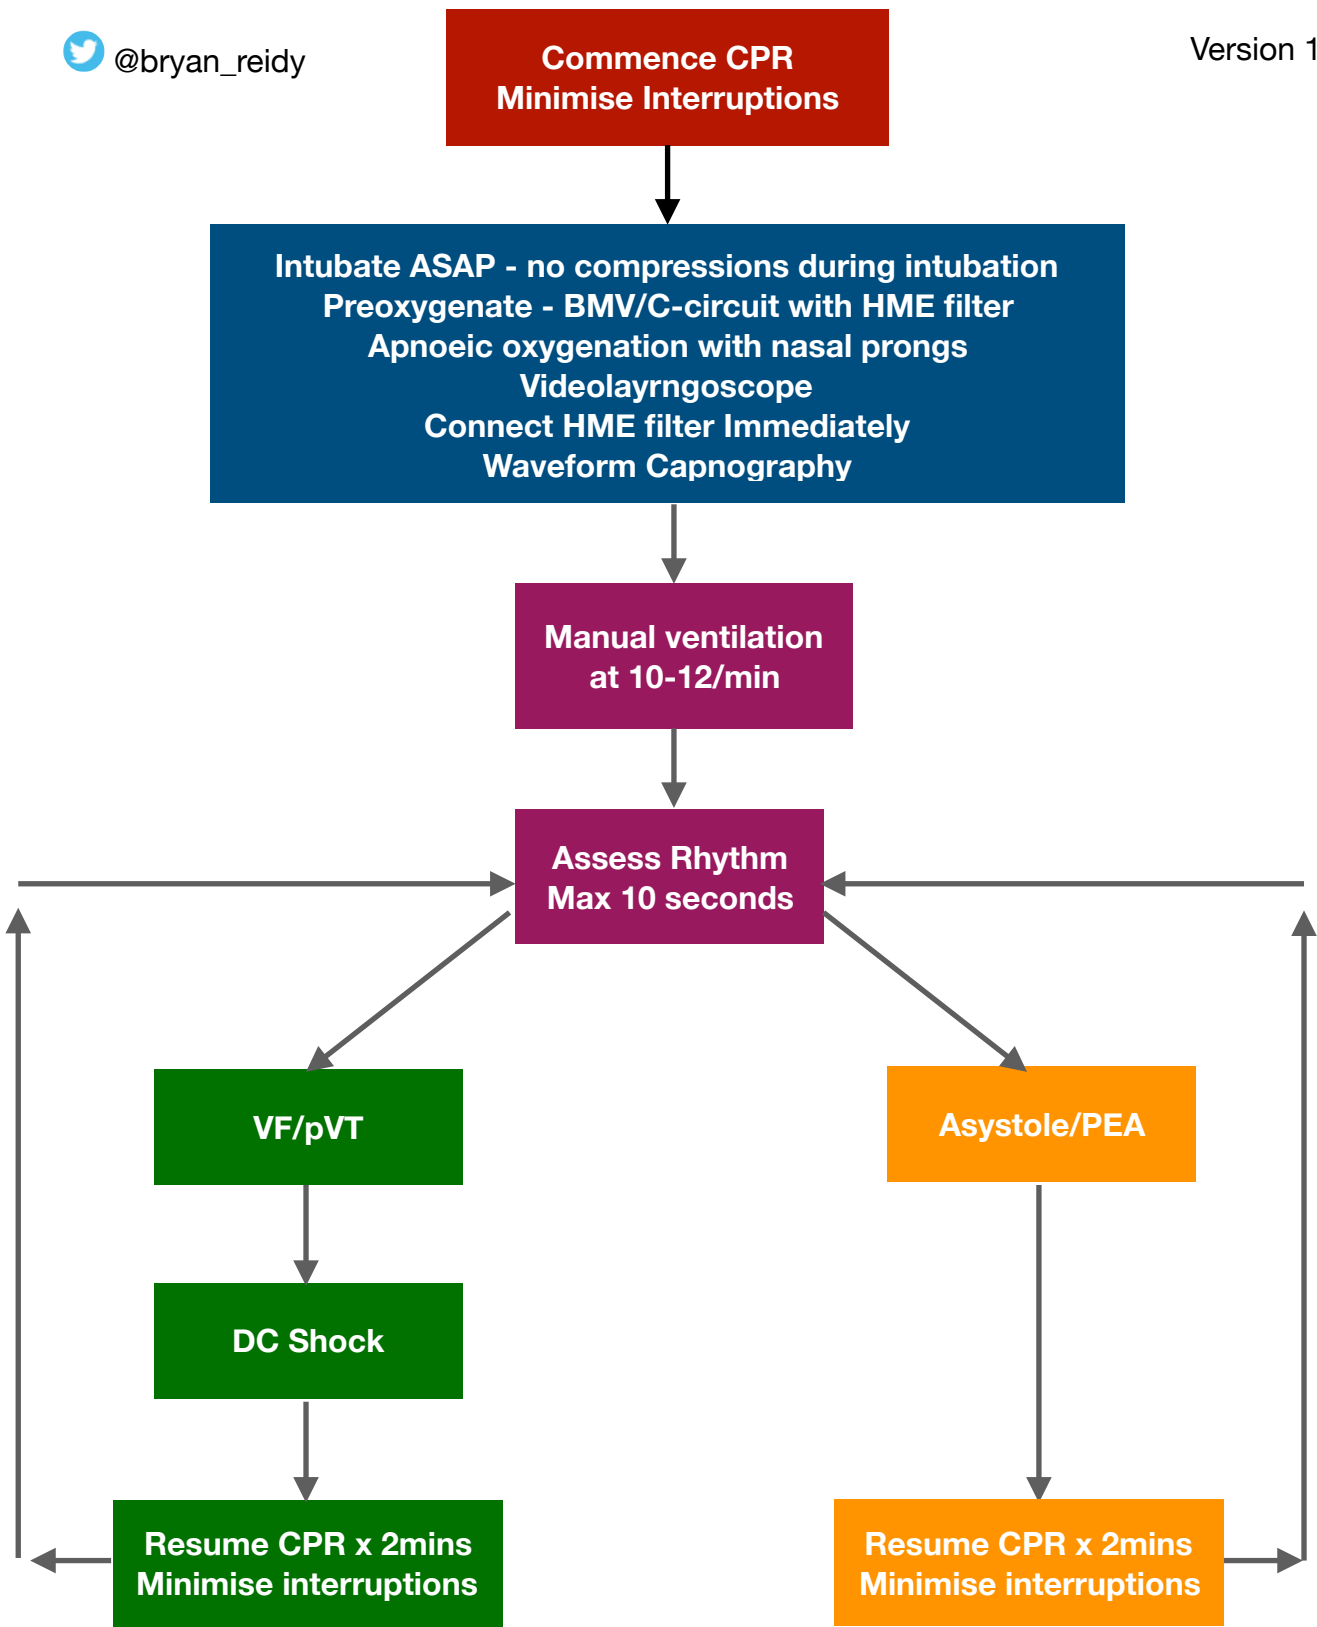 @bryan_reidy
Version 1
Commence CPR
Minimise Interruptions
Intubate ASAP - no compressions during intubation
Preoxygenate - BMV/C-circuit with HME filter
Apnoeic oxygenation with nasal prongs
Videolayrngoscope
Connect HME filter Immediately
Waveform Capnography
Manual ventilation
at 10-12/min
Assess Rhythm
Max 10 seconds
VF/pVT
Asystole/PEA
DC Shock
Resume CPR x 2mins
Minimise interruptions
Resume CPR x 2mins
Minimise interruptions